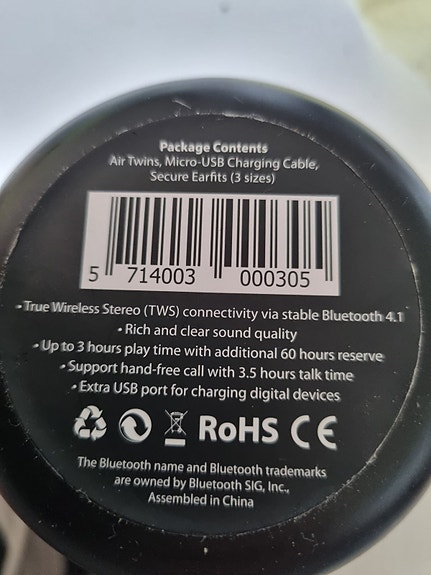 Package Contents
Air Twins, Micro-USB Charging Cable,
Secure Earfits (3 sizes)
5 714003 000305
• True Wireless Stereo (TWS) connectivity via stable Bluetooth 4.1
• Rich and clear sound quality
• Up to 3 hours play time with additional 60 hours reserve
• Support hand-free call with 3.5 hours talk time
• Extra USB port for charging digital devices
RoHS CE
The Bluetooth name and Bluetooth trademarks
are owned by Bluetooth SIG, Inc.,
Assembled in China